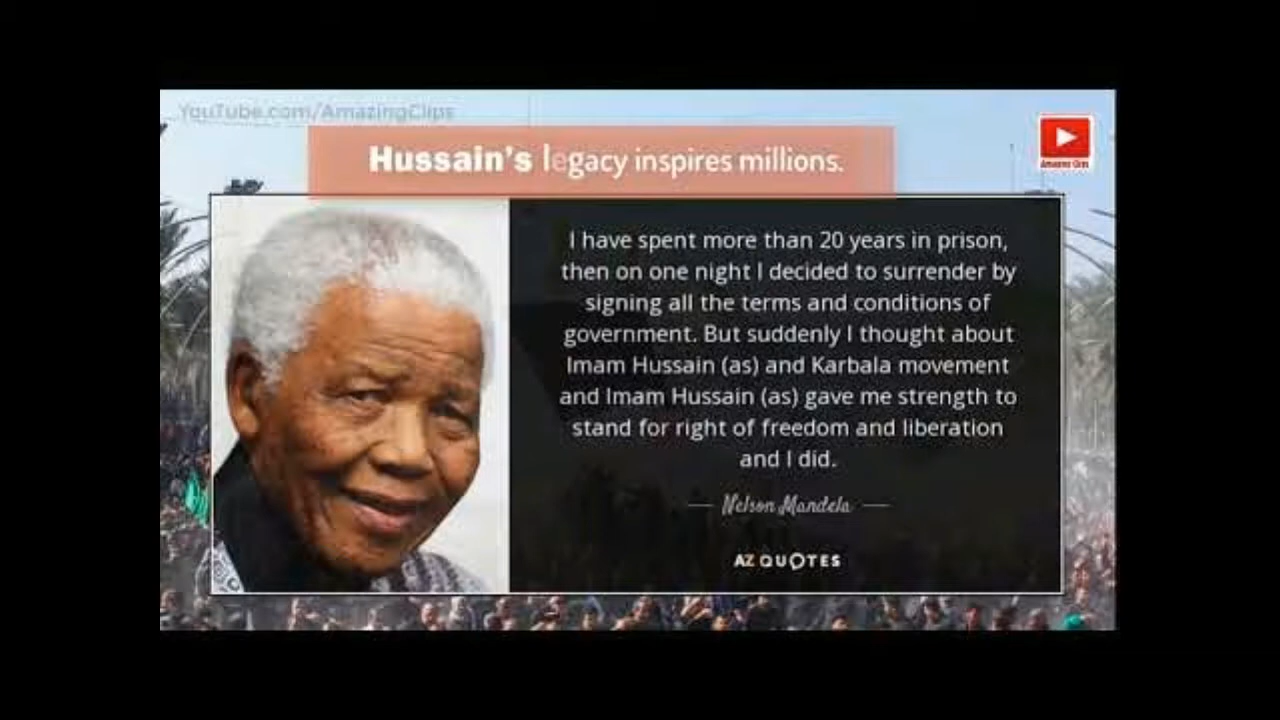 YouTube.com/AmazingClips
Hussain's legacy inspires millions.
I have spent more than 20 years in prison,
then on one night I decided to surrender by
signing all the terms and conditions of
government. But suddenly I thought about
Imam Hussain (as) and Karbala movement
and Imam Hussain (as) gave me strength to
stand for right of freedom and liberation
and I did.
Nelson Mandela
AZ QUOTES